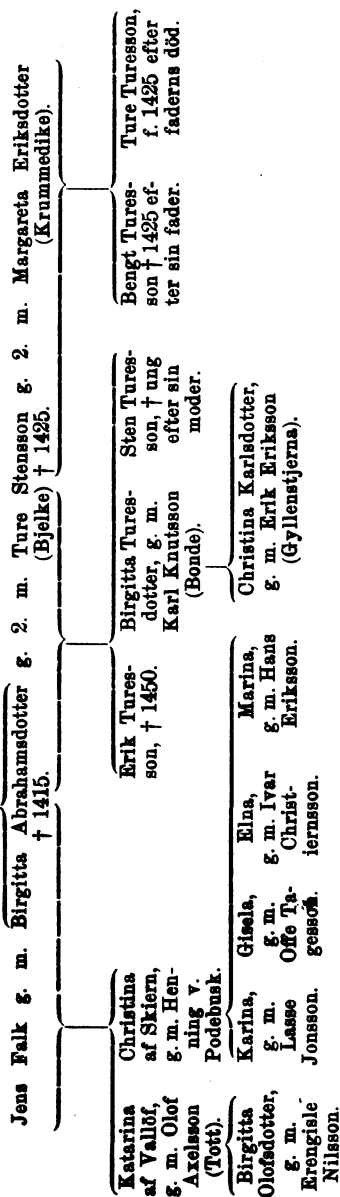 Jens Falk g. m. Birgitta Abrahamsdotter g. 2. m. Ture Stensson g. 2. m. Margareta Eriksdotter
† 1415. (Bjelke) † 1425. (Krummedike).
Katarina
af Vallöf,
g. m. Olof
Axelsson
(Tott).
Christina
af Skiern,
g. m. Hen-
ning v.
Podebusk.
Erik Tures-
son, † 1450.
Birgitta Tures-
dotter, g. m.
Karl Knutsson
(Bonde).
Sten Tures-
son, † ung
efter sin
moder.
Bengt Tures-
son † 1425 ef-
ter sin fader.
Ture Turesson,
f. 1425 efter
faderns död.
Birgitta
Olofsdotter,
g. m.
Erengisle
Nilsson.
Karina,
g. m.
Lasse
Jonsson.
Gisela,
g. m.
Offe Ta-
gesson.
Elna,
g. m. Ivar
Christ-
iernsson.
Marina,
g. m. Hans
Eriksson.
Christina Karlsdotter,
g. m. Erik Eriksson
(Gyllenstjerna).